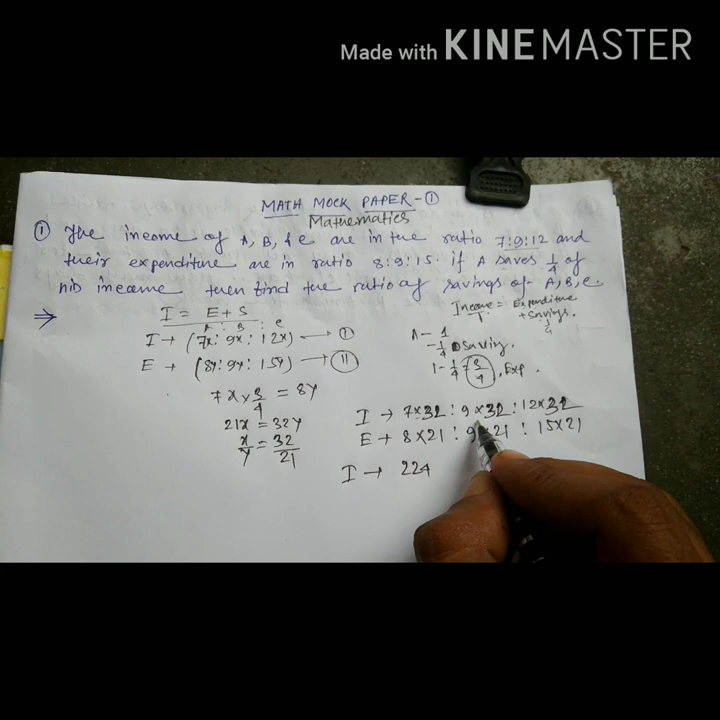 Made with KINEMASTER
MATH MOCK PAPER - ①
Mathematics
① The income of A, B, & C are in the ratio 7:9:12 and
their expenditure are in ratio 8:9:15. if A saves 1/4 of
his income then find the ratio of savings of A, B, C.
⇒ I = E + S
A : B : C
I → (7x : 9x : 12x) → ①
E → (8y : 9y : 15y) → ⑪
7x × 3/4 = 8y
21x = 32y
x/y = 32/21
Income = Expenditure
+ savings.
1/4
A - 1
- 1/4 saving.
1 - 1/4 = 3/4, Exp.
I → 7×32 : 9×32 : 12×32
E → 8×21 : 9×21 : 15×21
I → 224